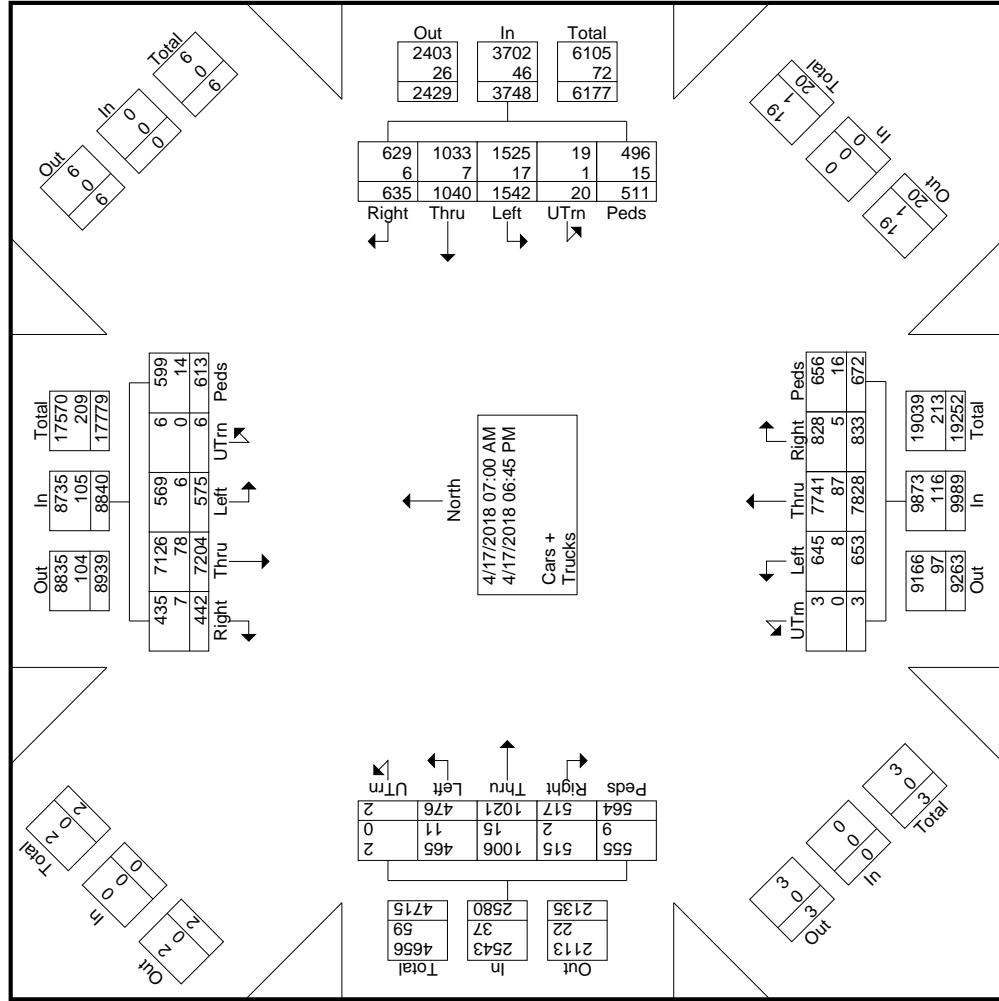 Out In Total
2403 3702 6105
26 46 72
2429 3748 6177
629 1033 1525 19 496
6 7 17 1 15
635 1040 1542 20 511
Right Thru Left UTrn Peds
Out In Total
6 0 6
0 0 0
6 0 6
Total In Out
19 0 19
1 0 1
20 0 20
Out In Total
8835 8735 17570
104 105 209
8939 8840 17779
435 7126 569 6 599
7 78 6 0 14
442 7204 575 6 613
Right Thru Left UTrn Peds
North
4/17/2018 07:00 AM
4/17/2018 06:45 PM
Cars +
Trucks
UTrn Left Thru Right Peds
3 645 7741 828 656
0 8 87 5 16
3 653 7828 833 672
Out In Total
9166 9873 19039
97 116 213
9263 9989 19252
Peds Right Thru Left UTrn
555 515 1006 465 2
9 2 15 11 0
564 517 1021 476 2
Out In Total
2113 2543 4656
22 37 59
2135 2580 4715
Out In Total
2 0 2
0 0 0
2 0 2
Out In Total
3 0 3
0 0 0
3 0 3